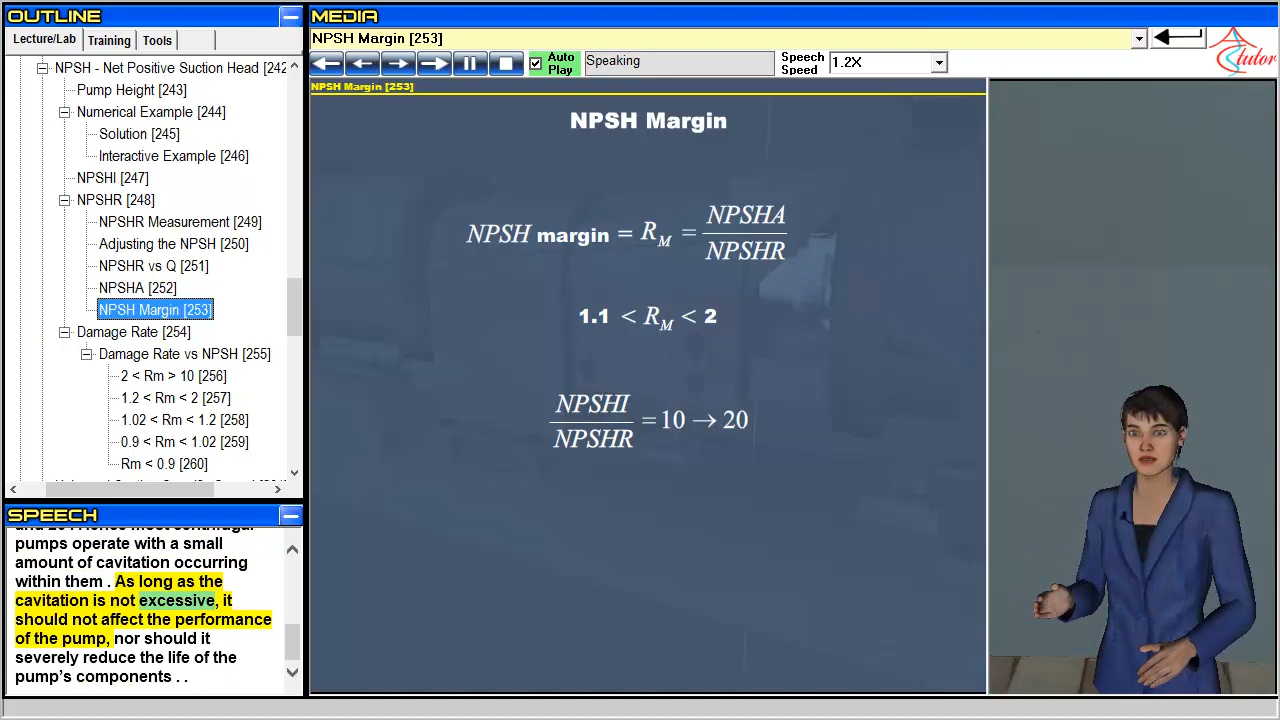 OUTLINE
Lecture/Lab Training Tools
NPSH - Net Positive Suction Head [242
Pump Height [243]
Numerical Example [244]
Solution [245]
Interactive Example [246]
NPSHI [247]
NPSHR [248]
NPSHR Measurement [249]
Adjusting the NPSH [250]
NPSHR vs Q [251]
NPSHA [252]
NPSH Margin [253]
Damage Rate [254]
Damage Rate vs NPSH [255]
2 < Rm > 10 [256]
1.2 < Rm < 2 [257]
1.02 < Rm < 1.2 [258]
0.9 < Rm < 1.02 [259]
Rm < 0.9 [260]
SPEECH
pumps operate with a small
amount of cavitation occurring
within them . As long as the
cavitation is not excessive, it
should not affect the performance
of the pump, nor should it
severely reduce the life of the
pump's components . .
MEDIA
NPSH Margin [253]
Auto Play
Speaking
Speech Speed
1.2X
tutor
NPSH Margin [253]
NPSH Margin
NPSH margin = R_M = NPSHA / NPSHR
1.1 < R_M < 2
NPSHI / NPSHR = 10 → 20